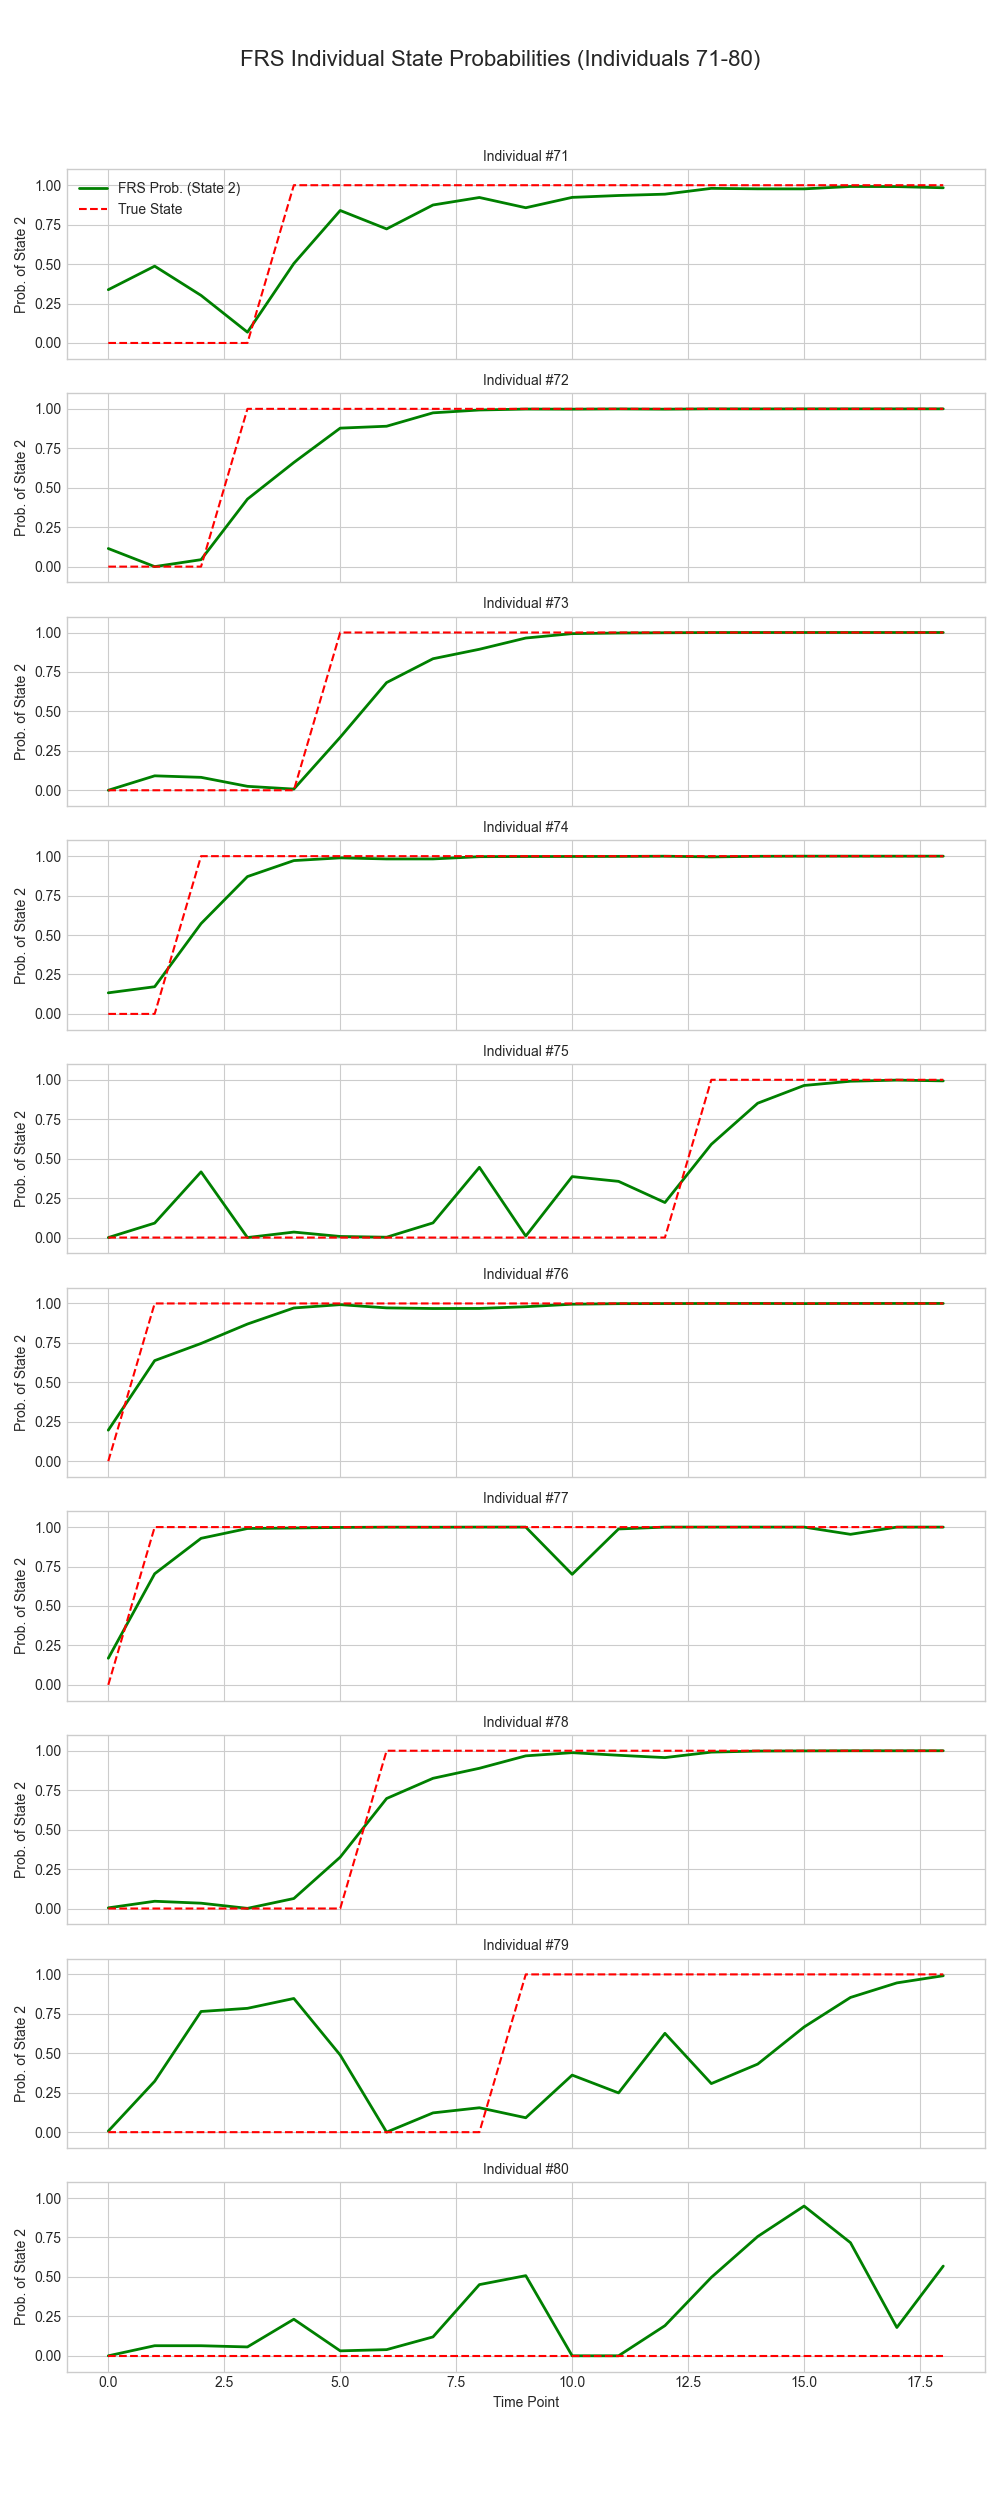 FRS Individual State Probabilities (Individuals 71-80)
Individual #71
FRS Prob. (State 2)
True State
Prob. of State 2
1.00
0.75
0.50
0.25
0.00
Individual #72
Prob. of State 2
1.00
0.75
0.50
0.25
0.00
Individual #73
Prob. of State 2
1.00
0.75
0.50
0.25
0.00
Individual #74
Prob. of State 2
1.00
0.75
0.50
0.25
0.00
Individual #75
Prob. of State 2
1.00
0.75
0.50
0.25
0.00
Individual #76
Prob. of State 2
1.00
0.75
0.50
0.25
0.00
Individual #77
Prob. of State 2
1.00
0.75
0.50
0.25
0.00
Individual #78
Prob. of State 2
1.00
0.75
0.50
0.25
0.00
Individual #79
Prob. of State 2
1.00
0.75
0.50
0.25
0.00
Individual #80
Prob. of State 2
1.00
0.75
0.50
0.25
0.00
0.0 2.5 5.0 7.5 10.0 12.5 15.0 17.5
Time Point